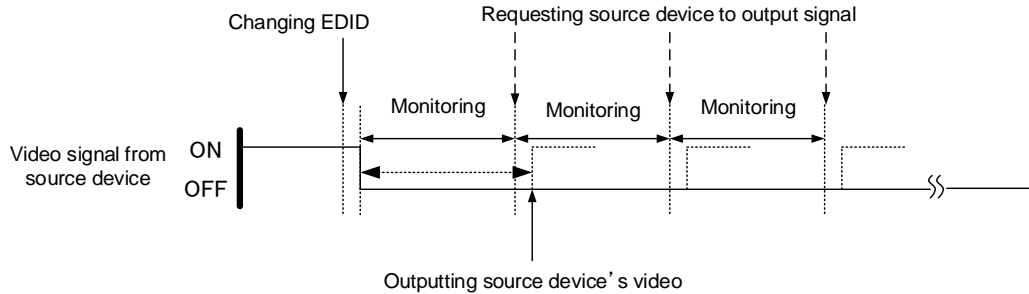 Requesting source device to output signal
Changing EDID
Monitoring
Monitoring
Monitoring
Video signal from
source device
ON
OFF
Outputting source device's video